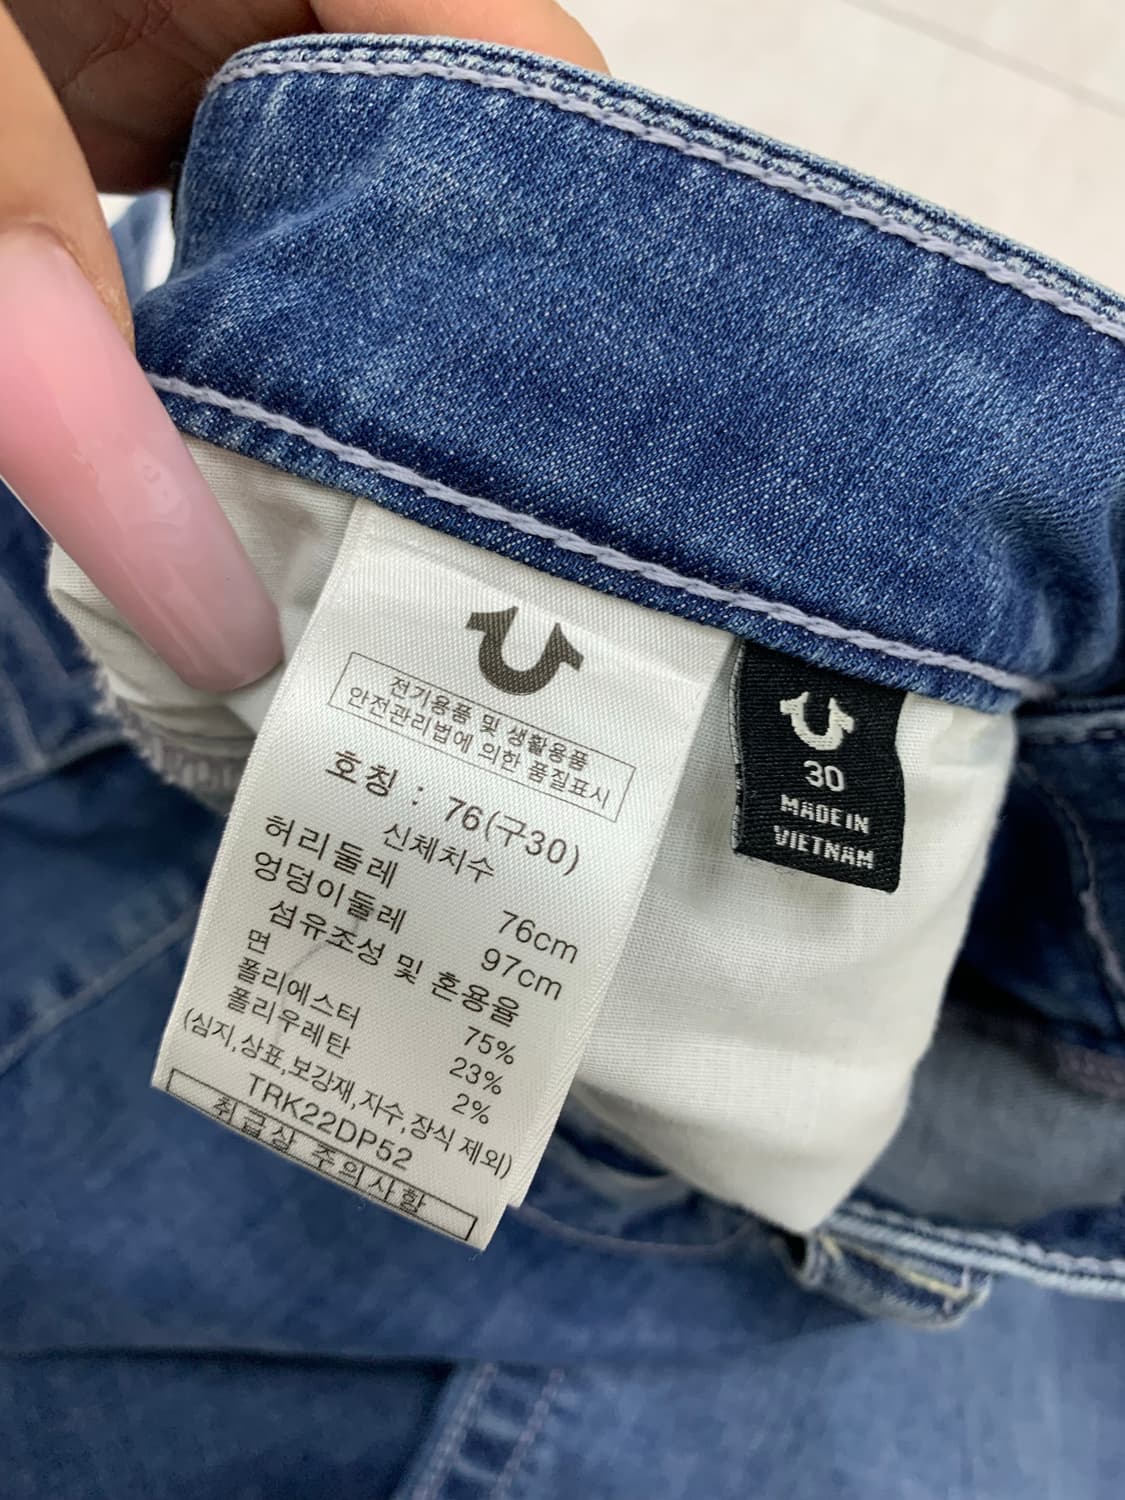 전기용품 및 생활용품
안전관리법에 의한 품질표시
호칭 : 76(구30)
신체치수
허리둘레 76cm
엉덩이둘레 97cm
섬유조성 및 혼용율
면 75%
폴리에스터 23%
폴리우레탄 2%
(심지,상표,보강재,자수,장식 제외)
TRK22DP52
취급상 주의사항
30
MADE IN
VIETNAM